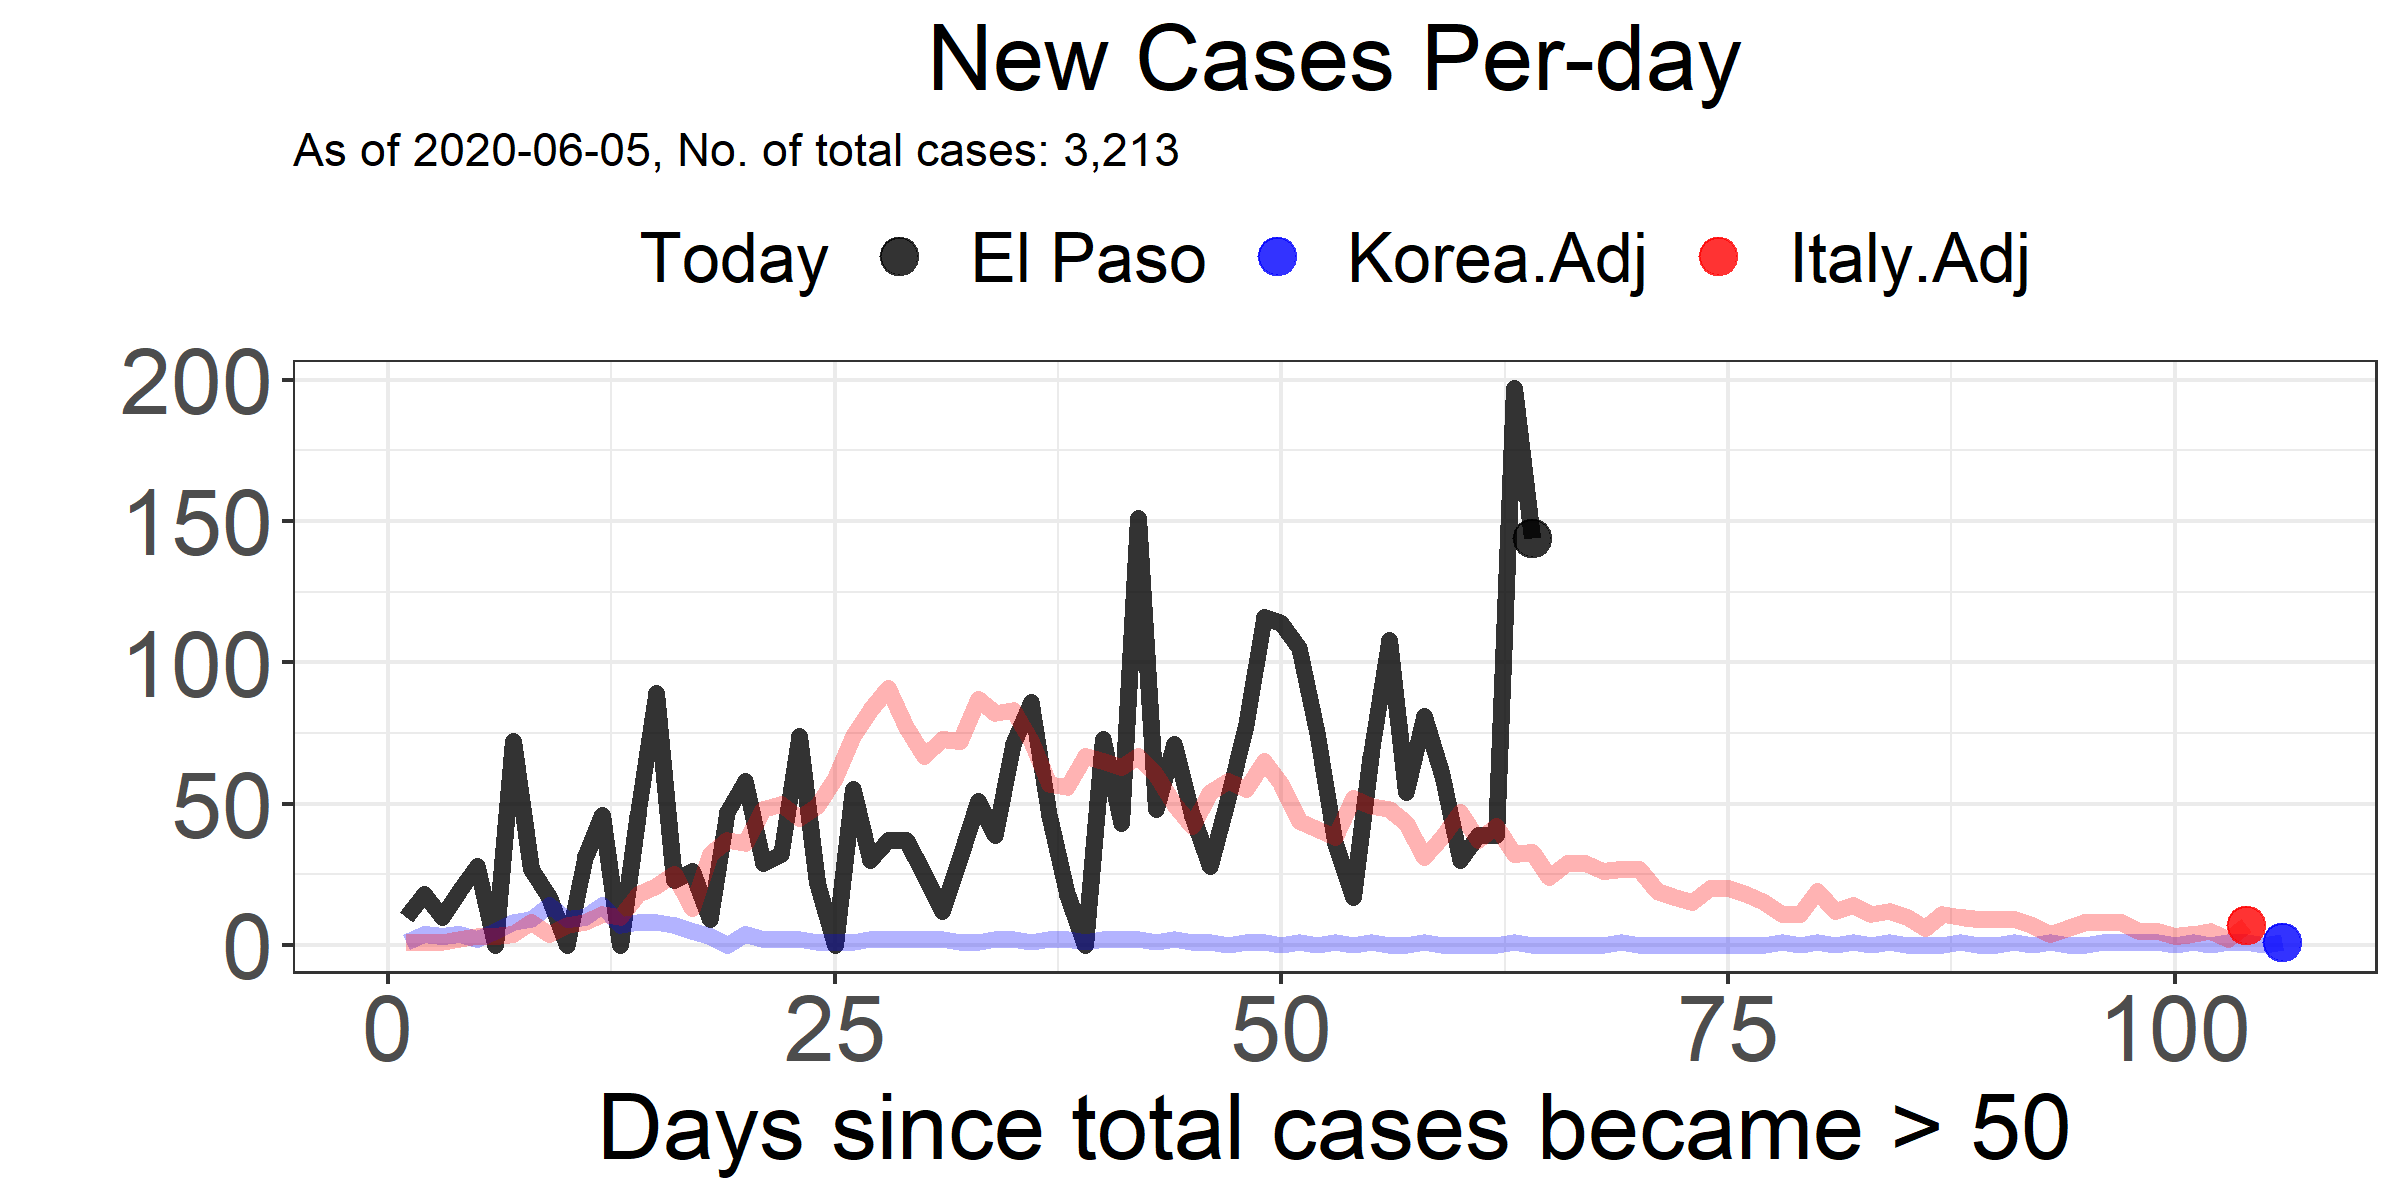 New Cases Per-day
As of 2020-06-05, No. of total cases: 3,213
Today El Paso Korea.Adj Italy.Adj
200
150
100
50
0
0 25 50 75 100
Days since total cases became > 50